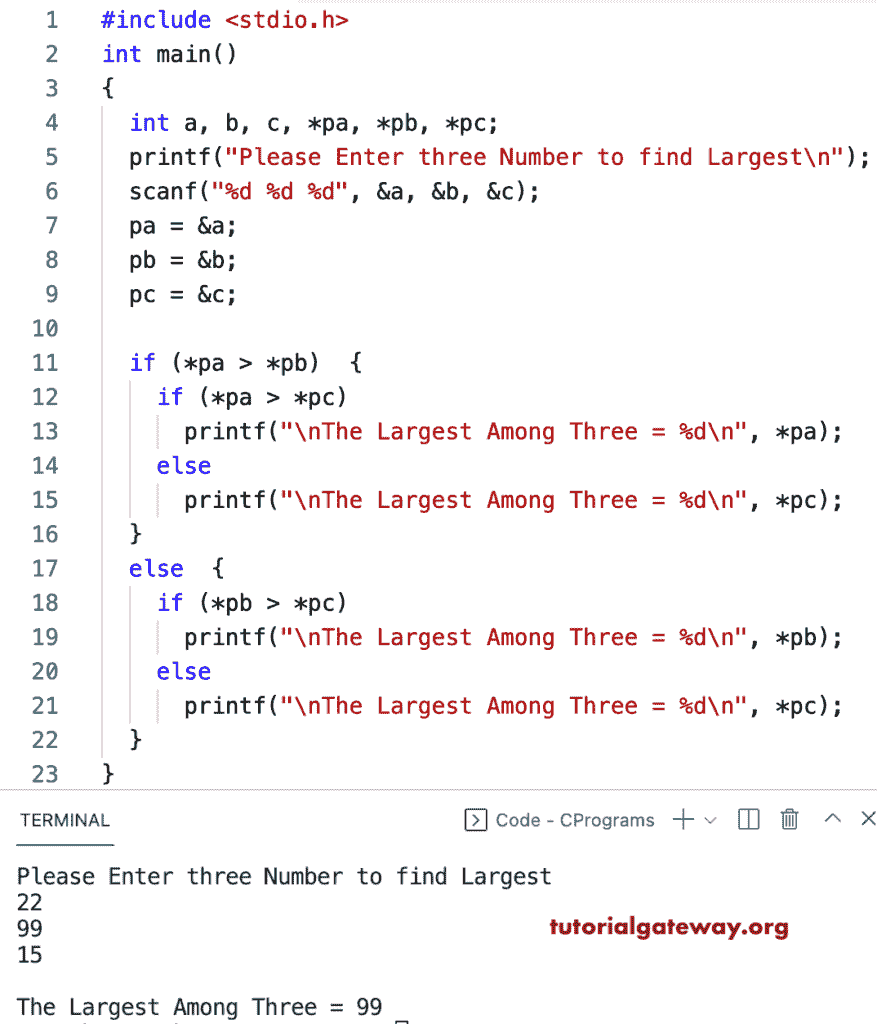 1 #include <stdio.h>
2 int main()
3 {
4 int a, b, c, *pa, *pb, *pc;
5 printf("Please Enter three Number to find Largest\n");
6 scanf("%d %d %d", &a, &b, &c);
7 pa = &a;
8 pb = &b;
9 pc = &c;
10
11 if (*pa > *pb)  {
12 if (*pa > *pc)
13 printf("\nThe Largest Among Three = %d\n", *pa);
14 else
15 printf("\nThe Largest Among Three = %d\n", *pc);
16 }
17 else  {
18 if (*pb > *pc)
19 printf("\nThe Largest Among Three = %d\n", *pb);
20 else
21 printf("\nThe Largest Among Three = %d\n", *pc);
22 }
23 }
TERMINAL Code - CPrograms
Please Enter three Number to find Largest
22
99
tutorialgateway.org
15
The Largest Among Three = 99